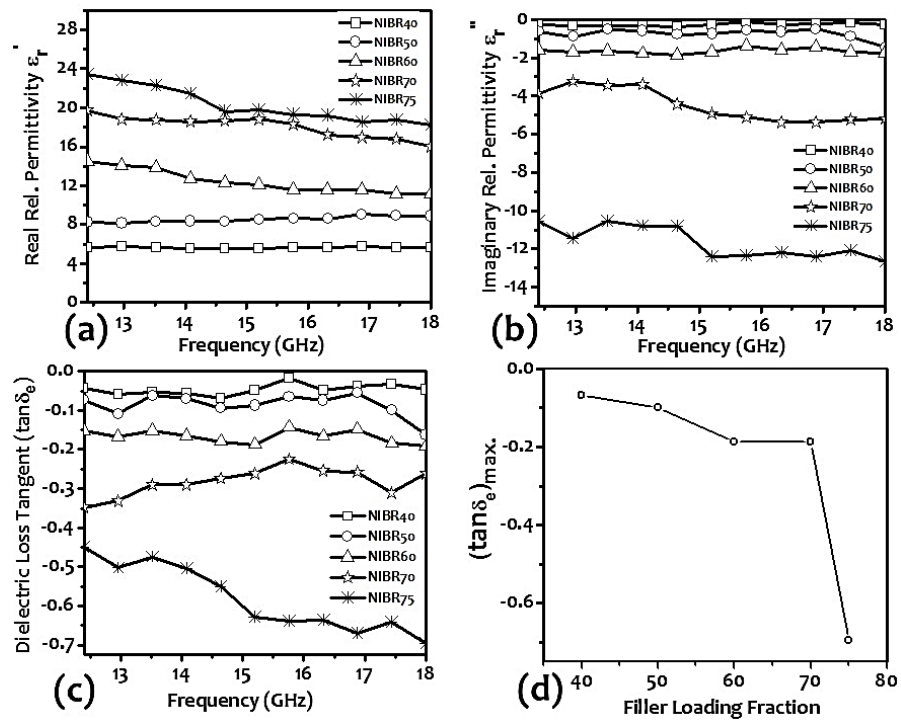 Real Rel. Permittivity εr'
28
24
20
16
12
8
4
0
NIBR40
NIBR50
NIBR60
NIBR70
NIBR75
13 14 15 16 17 18
(a)
Frequency (GHz)
Imaginary Rel. Permittivity εr''
0
-2
-4
-6
-8
-10
-12
-14
NIBR40
NIBR50
NIBR60
NIBR70
NIBR75
13 14 15 16 17 18
(b)
Frequency (GHz)
Dielectric Loss Tangent (tanδe)
0.0
-0.1
-0.2
-0.3
-0.4
-0.5
-0.6
-0.7
NIBR40
NIBR50
NIBR60
NIBR70
NIBR75
13 14 15 16 17 18
(c)
Frequency (GHz)
(tanδe)max.
0.0
-0.2
-0.4
-0.6
40 50 60 70 80
(d)
Filler Loading Fraction